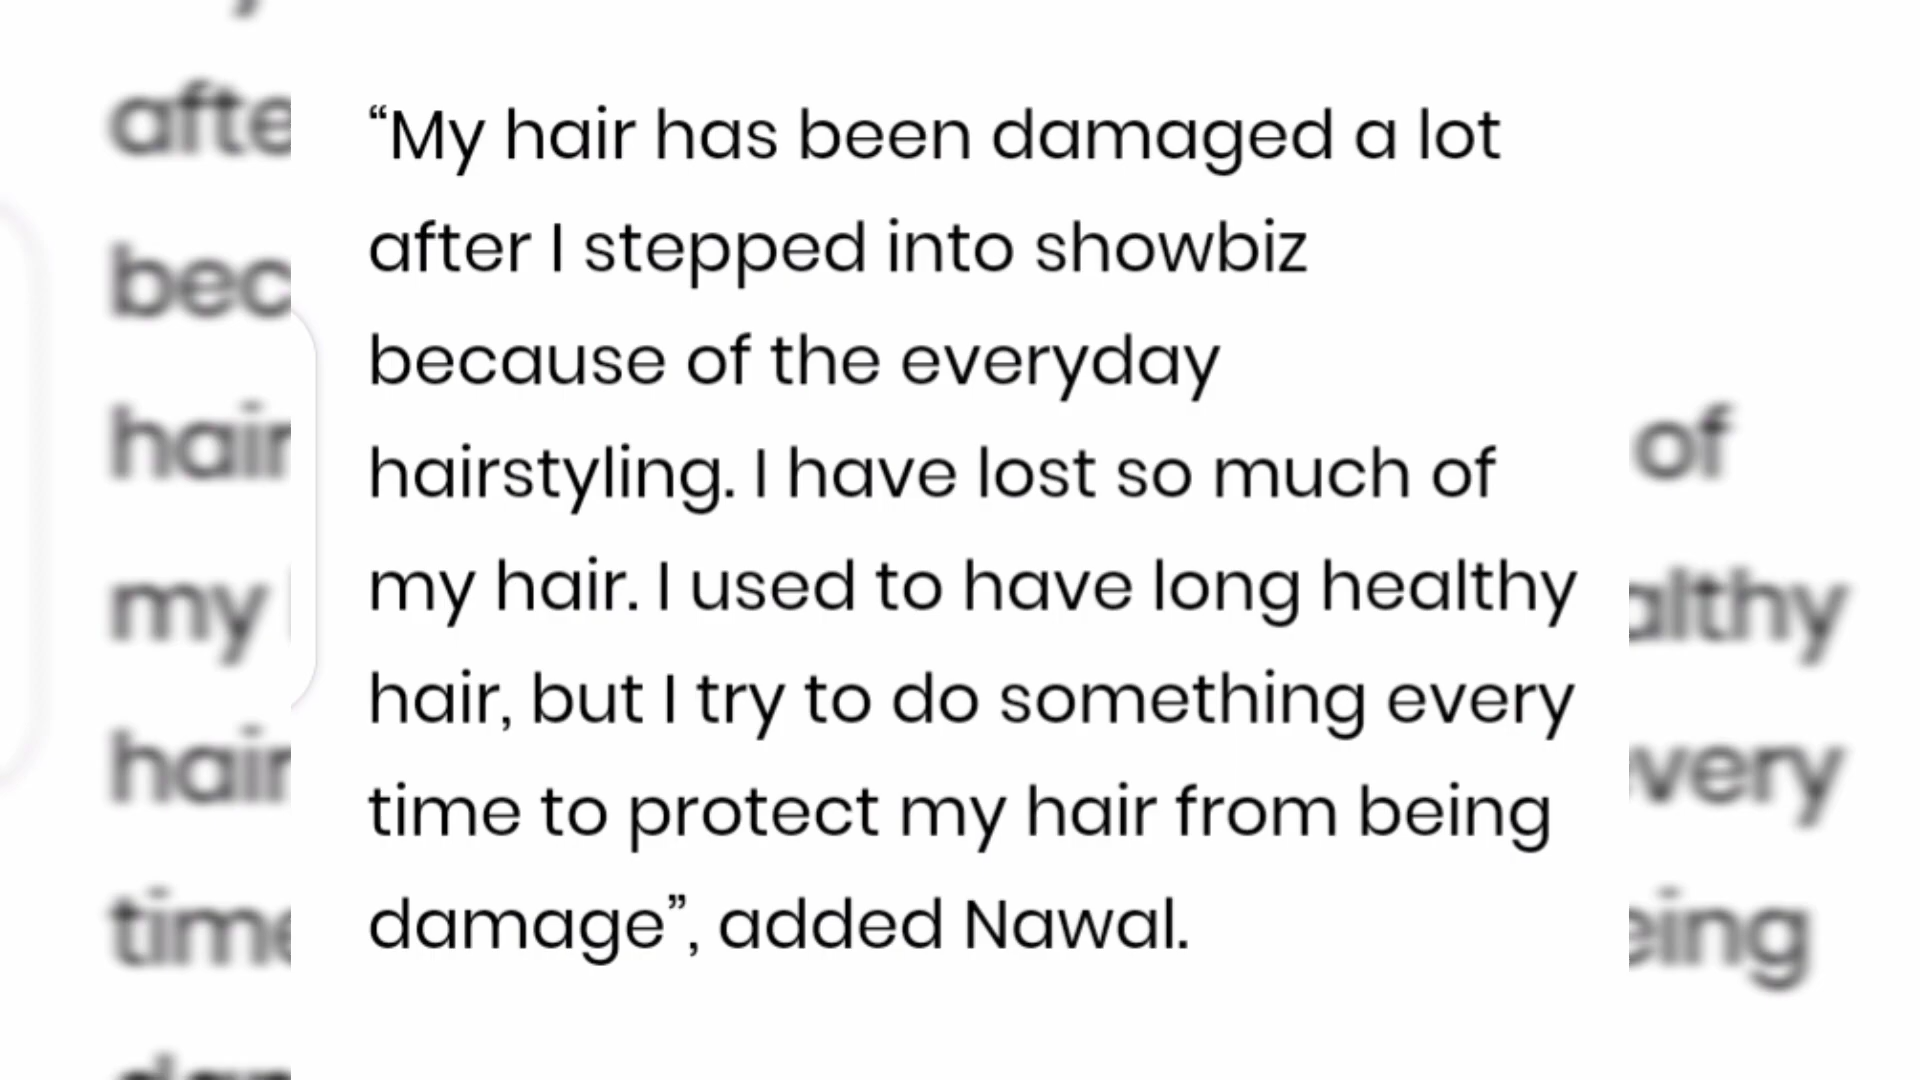 “My hair has been damaged a lot
after I stepped into showbiz
because of the everyday
hairstyling. I have lost so much of
my hair. I used to have long healthy
hair, but I try to do something every
time to protect my hair from being
damage”, added Nawal.